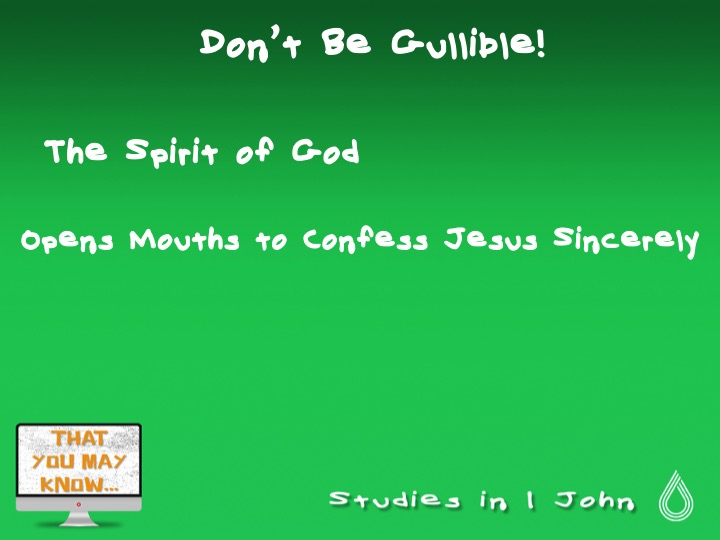 Don't Be Gullible!
The Spirit of God
Opens Mouths to Confess Jesus Sincerely
THAT
YOU MAY
KNOW...
Studies in 1 John